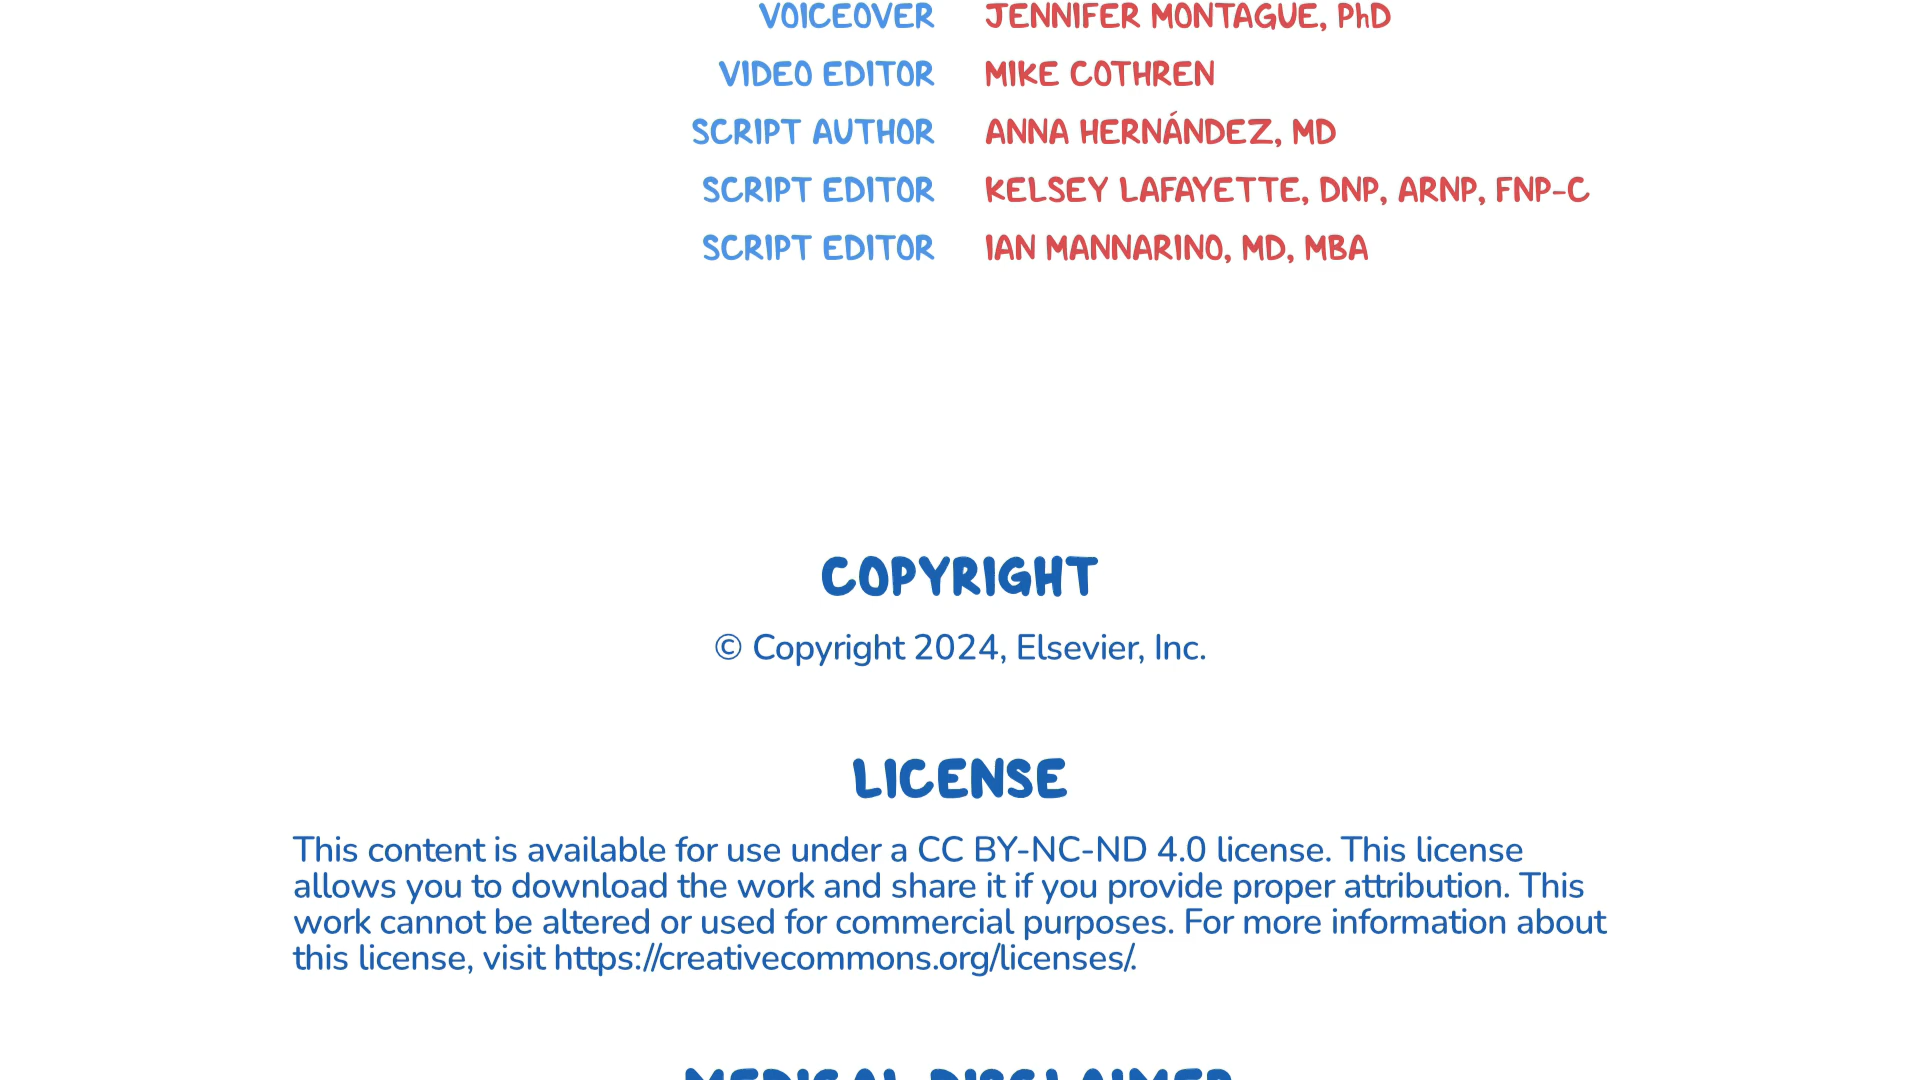 VOICEOVER JENNIFER MONTAGUE, PhD
VIDEO EDITOR MIKE COTHREN
SCRIPT AUTHOR ANNA HERNÁNDEZ, MD
SCRIPT EDITOR KELSEY LAFAYETTE, DNP, ARNP, FNP-C
SCRIPT EDITOR IAN MANNARINO, MD, MBA
COPYRIGHT
© Copyright 2024, Elsevier, Inc.
LICENSE
This content is available for use under a CC BY-NC-ND 4.0 license. This license
allows you to download the work and share it if you provide proper attribution. This
work cannot be altered or used for commercial purposes. For more information about
this license, visit https://creativecommons.org/licenses/.
MEDICAL DISCLAIMER